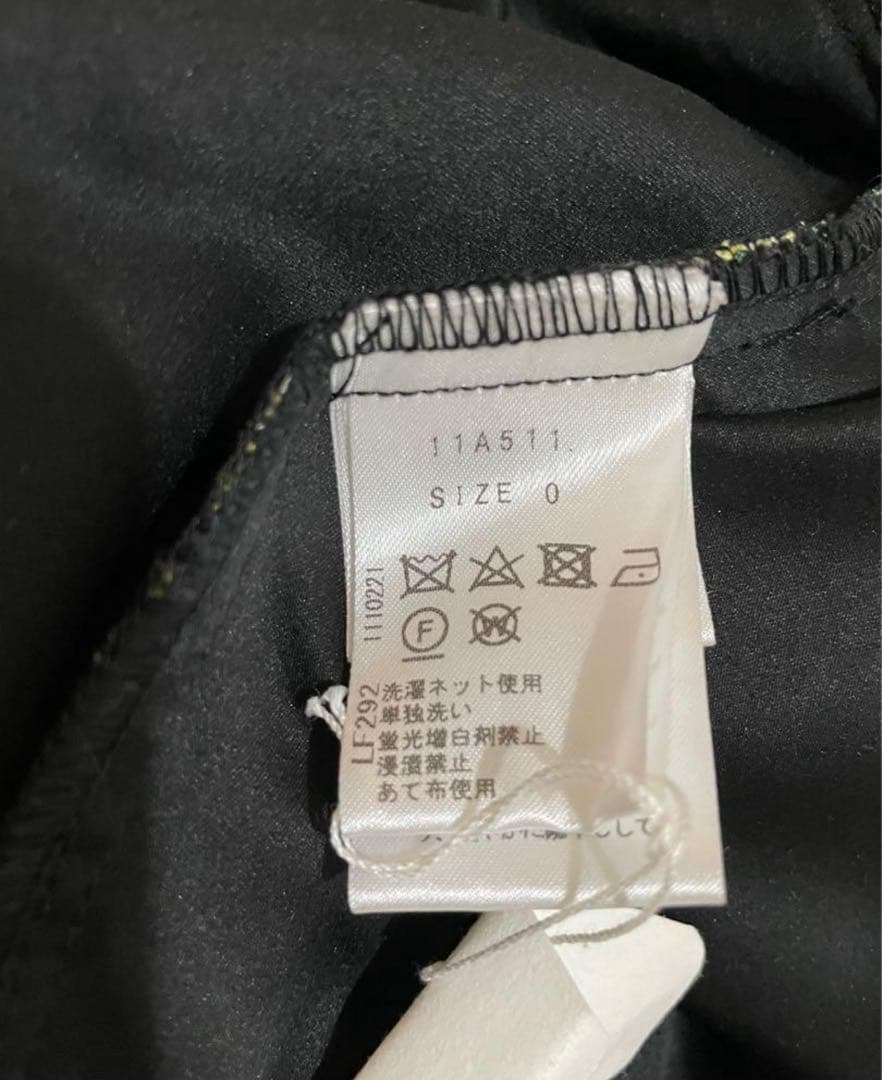 11A511.
SIZE 0
1110221
F
W
LF292
洗濯ネット使用
単独洗い
蛍光増白剤禁止
浸漬禁止
あて布使用